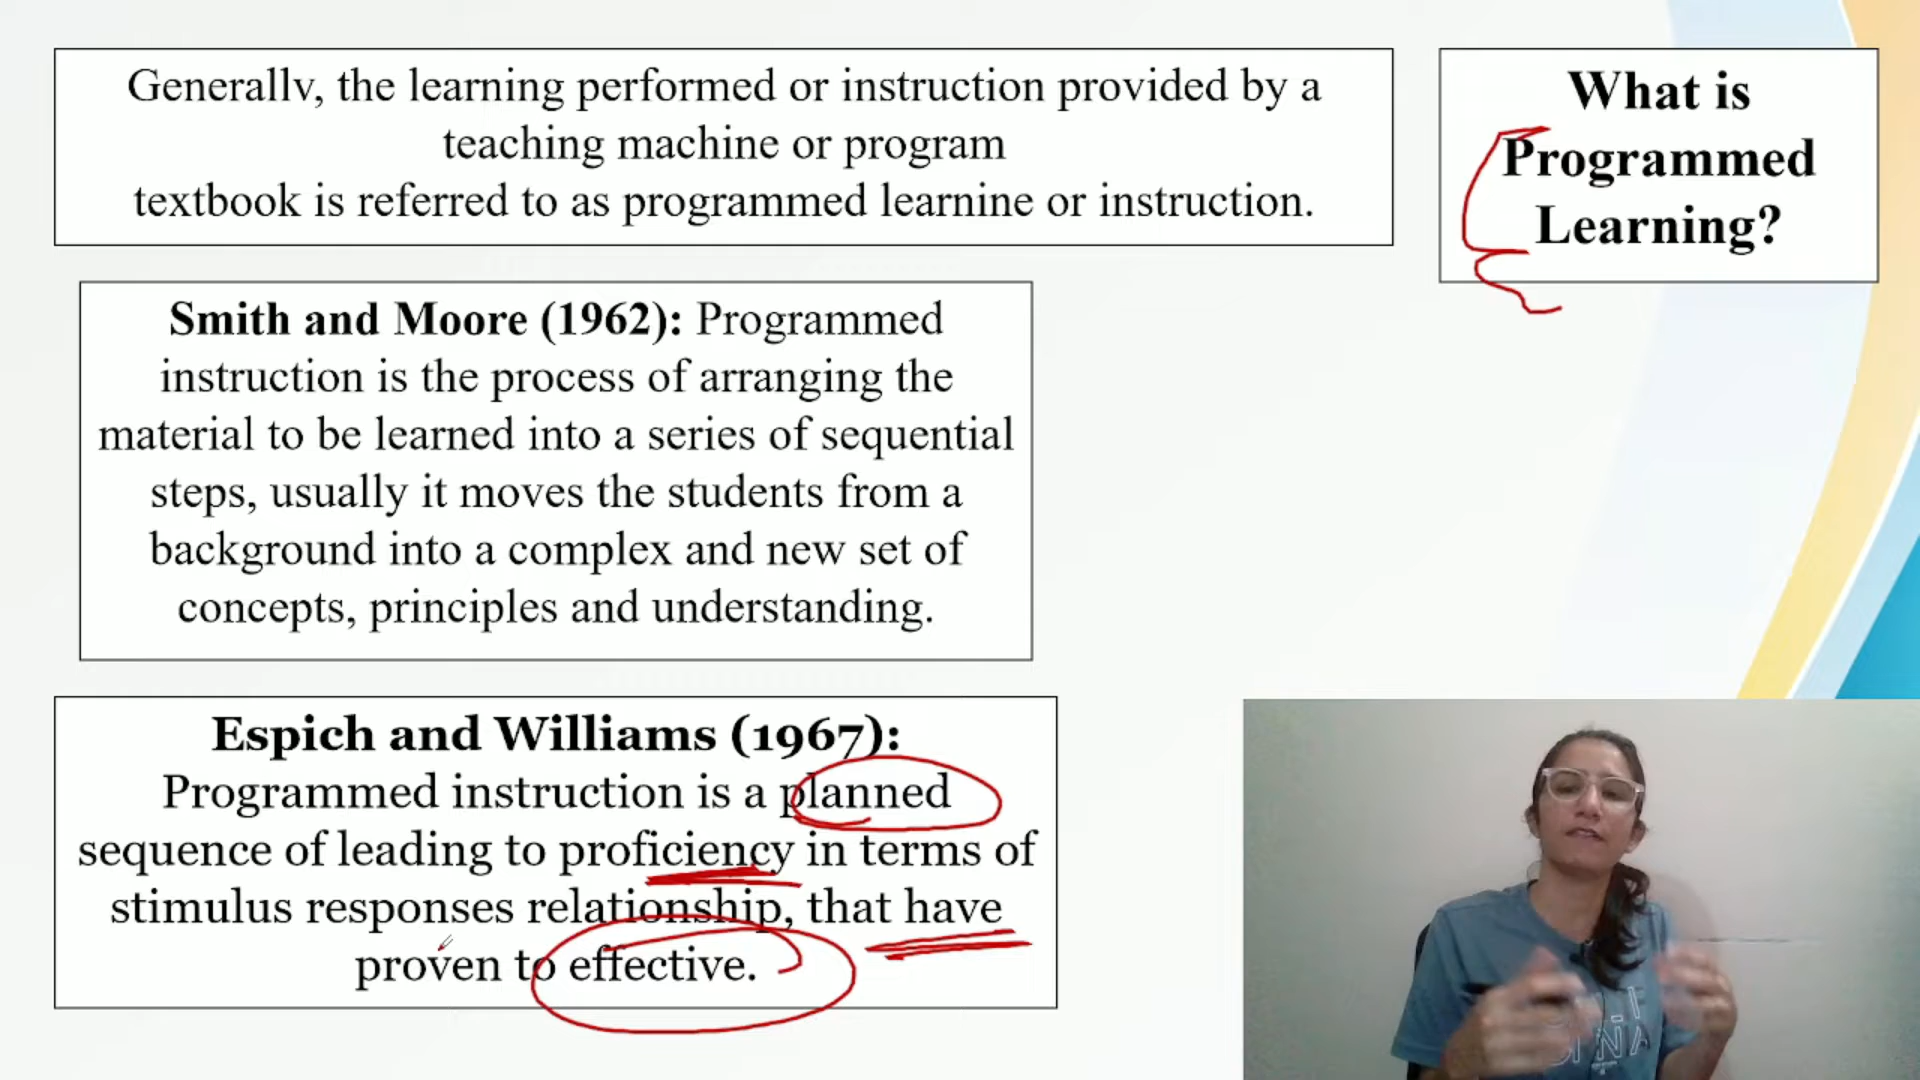 Generallv, the learning performed or instruction provided by a
teaching machine or program
textbook is referred to as programmed learnine or instruction.
What is
Programmed
Learning?
Smith and Moore (1962): Programmed
instruction is the process of arranging the
material to be learned into a series of sequential
steps, usually it moves the students from a
background into a complex and new set of
concepts, principles and understanding.
Espich and Williams (1967):
Programmed instruction is a planned
sequence of leading to proficiency in terms of
stimulus responses relationship, that have
proven to effective.